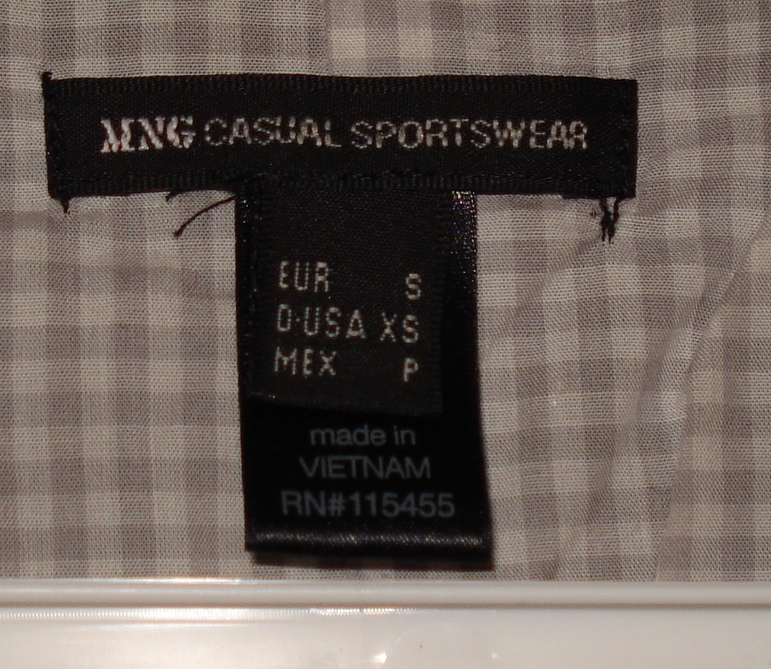 MNG CASUAL SPORTSWEAR
EUR S
D·USA XS
MEX P
made in
VIETNAM
RN#115455